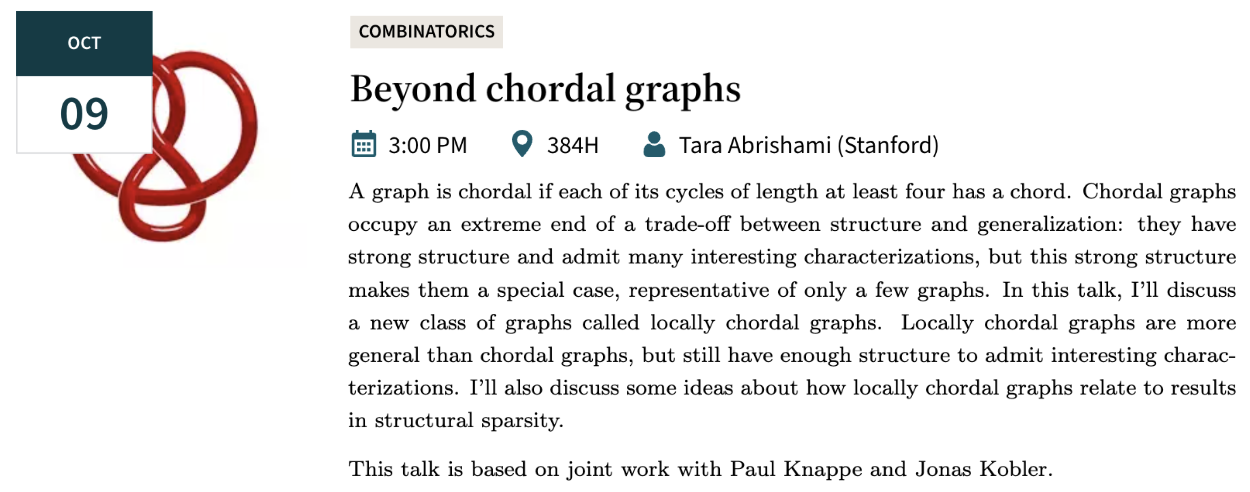 OCT
09
COMBINATORICS
Beyond chordal graphs
3:00 PM 384H Tara Abrishami (Stanford)
A graph is chordal if each of its cycles of length at least four has a chord. Chordal graphs
occupy an extreme end of a trade-off between structure and generalization: they have
strong structure and admit many interesting characterizations, but this strong structure
makes them a special case, representative of only a few graphs. In this talk, I'll discuss
a new class of graphs called locally chordal graphs. Locally chordal graphs are more
general than chordal graphs, but still have enough structure to admit interesting charac-
terizations. I'll also discuss some ideas about how locally chordal graphs relate to results
in structural sparsity.
This talk is based on joint work with Paul Knappe and Jonas Kobler.